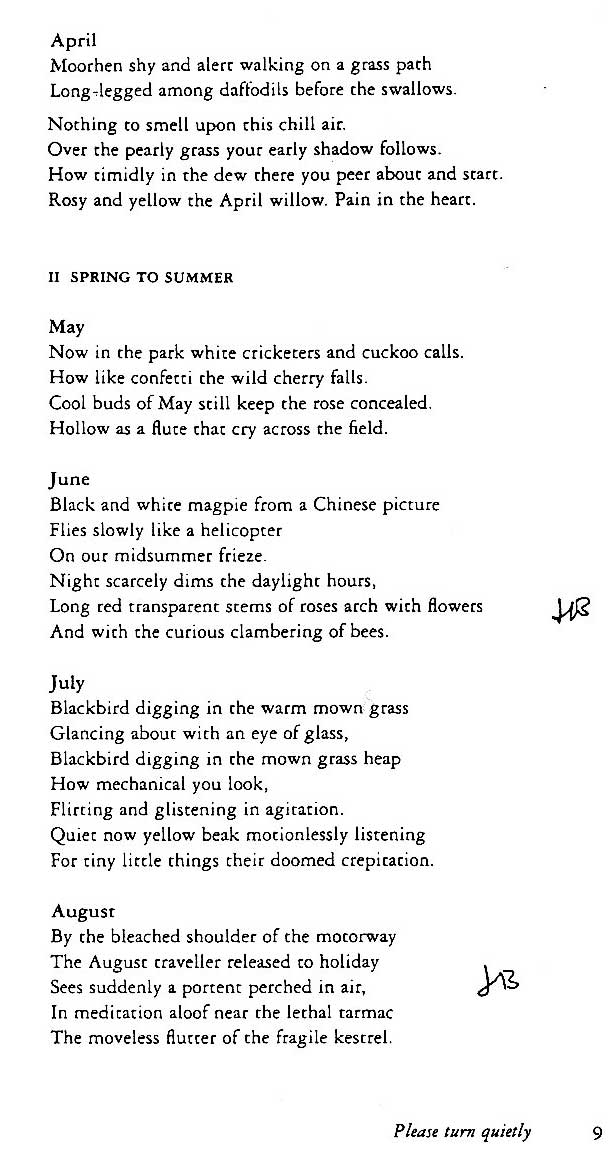 April
Moorhen shy and alert walking on a grass path
Long-legged among daffodils before the swallows.
Nothing to smell upon this chill air.
Over the pearly grass your early shadow follows.
How timidly in the dew there you peer about and start.
Rosy and yellow the April willow. Pain in the heart.
II SPRING TO SUMMER
May
Now in the park white cricketers and cuckoo calls.
How like confetti the wild cherry falls.
Cool buds of May still keep the rose concealed.
Hollow as a flute that cry across the field.
June
Black and white magpie from a Chinese picture
Flies slowly like a helicopter
On our midsummer frieze.
Night scarcely dims the daylight hours,
Long red transparent stems of roses arch with flowers
And with the curious clambering of bees.
July
Blackbird digging in the warm mown grass
Glancing about with an eye of glass,
Blackbird digging in the mown grass heap
How mechanical you look,
Flirting and glistening in agitation.
Quiet now yellow beak motionlessly listening
For tiny little things their doomed crepitation.
August
By the bleached shoulder of the motorway
The August traveller released to holiday
Sees suddenly a portent perched in air,
In meditation aloof near the lethal tarmac
The moveless flutter of the fragile kestrel.
Please turn quietly 9